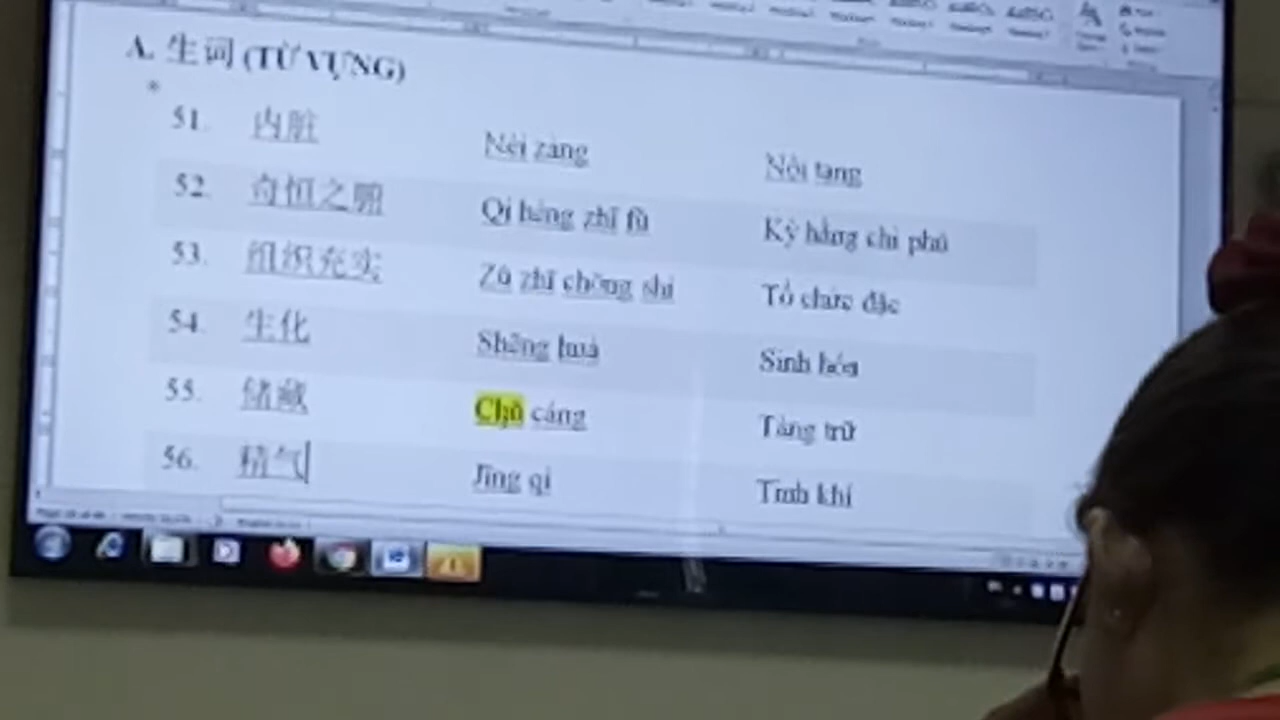 A. 生词 (TỪ VỰNG)
51. 内脏 Nèi zàng Nội tạng
52. 奇恒之腑 Qí héng zhī fǔ Kỳ hằng chi phủ
53. 组织充实 Zǔ zhī chōng shí Tổ chức đặc
54. 生化 Shēng huà Sinh hóa
55. 储藏 Chǔ cáng Tàng trữ
56. 精气 Jīng qì Tinh khí